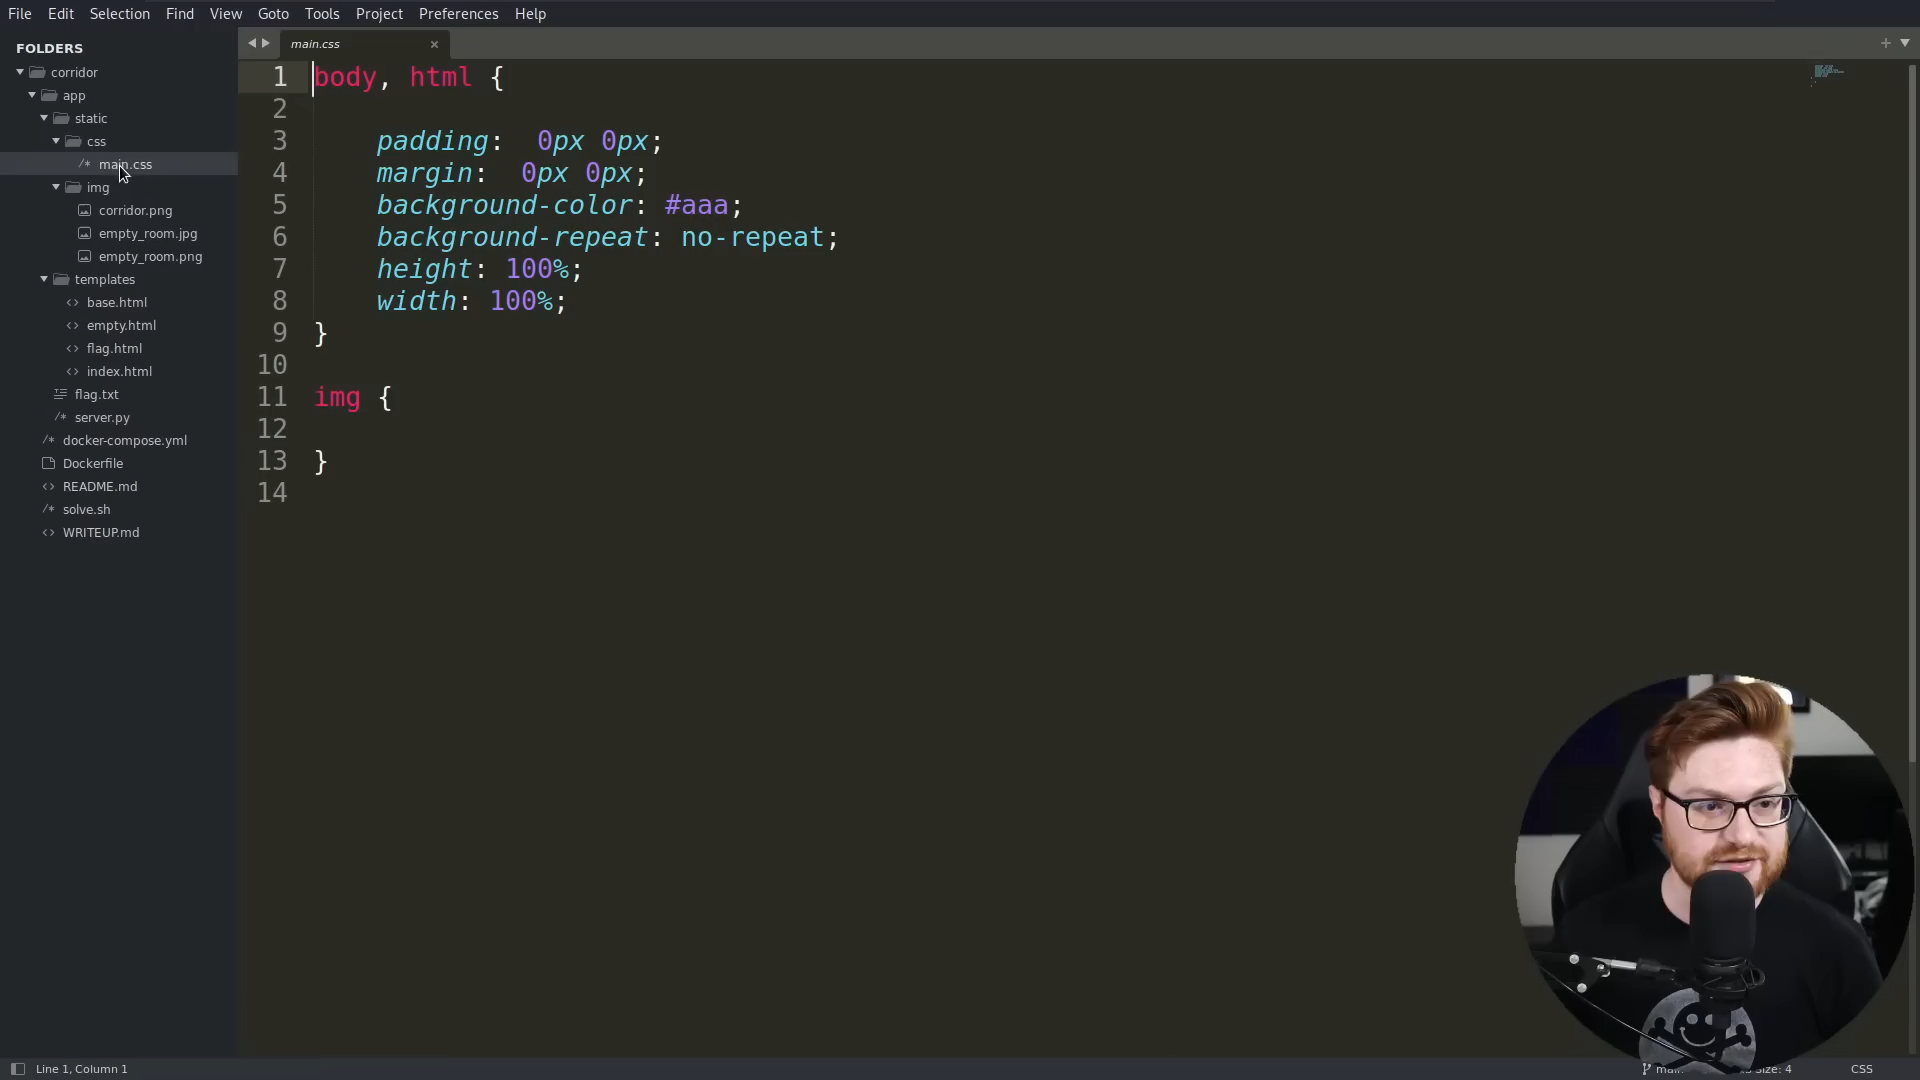 File Edit Selection Find View Goto Tools Project Preferences Help
FOLDERS
corridor
app
static
css
main.css
img
corridor.png
empty_room.jpg
empty_room.png
templates
base.html
empty.html
flag.html
index.html
flag.txt
server.py
docker-compose.yml
Dockerfile
README.md
solve.sh
WRITEUP.md
main.css
1 body, html {
2
3 padding:  0px 0px;
4 margin:  0px 0px;
5 background-color: #aaa;
6 background-repeat: no-repeat;
7 height: 100%;
8 width: 100%;
9 }
10
11 img {
12
13 }
14
Line 1, Column 1
Size: 4
CSS